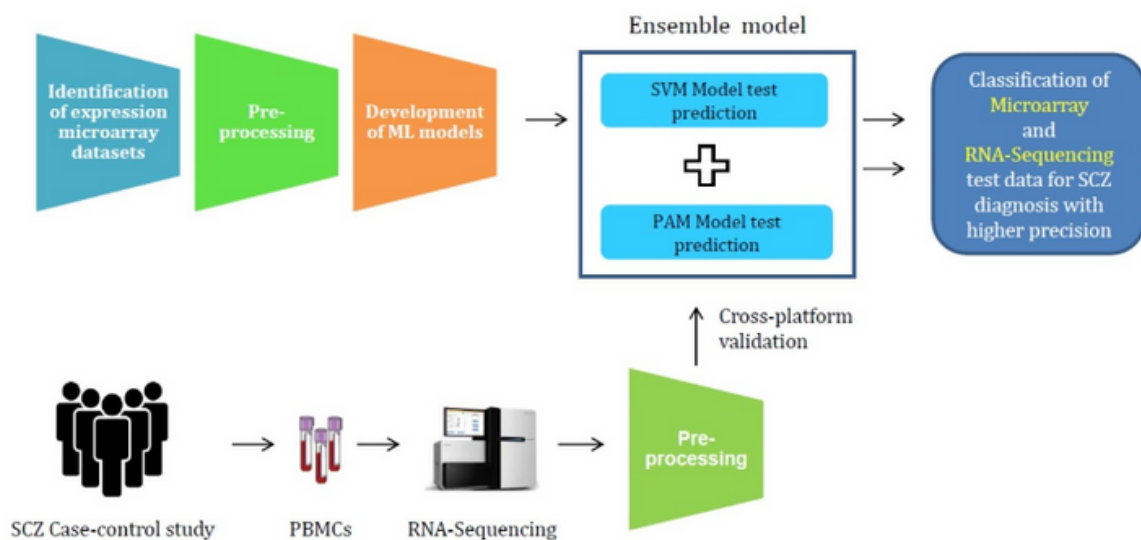 Ensemble model
Identification
of expression
microarray
datasets
Pre-
processing
Development
of ML models
SVM Model test
prediction
PAM Model test
prediction
Classification of
Microarray
and
RNA-Sequencing
test data for SCZ
diagnosis with
higher precision
Cross-platform
validation
Pre-
processing
SCZ Case-control study
PBMCs
RNA-Sequencing